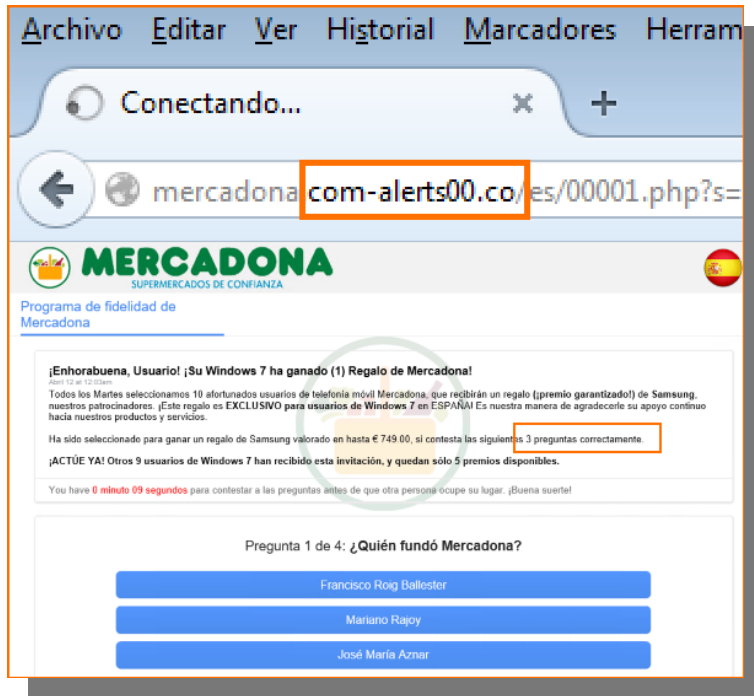 Archivo Editar Ver Historial Marcadores Herram
Conectando...
mercadona.com-alerts00.co/es/00001.php?s=
MERCADONA
SUPERMERCADOS DE CONFIANZA
Programa de fidelidad de
Mercadona
¡Enhorabuena, Usuario! ¡Su Windows 7 ha ganado (1) Regalo de Mercadona!
Abril 12 at 12:03am
Todos los Martes seleccionamos 10 afortunados usuarios de telefonia móvil Mercadona, que recibirán un regalo (¡premio garantizado!) de Samsung,
nuestros patrocinadores. ¡Este regalo es EXCLUSIVO para usuarios de Windows 7 en ESPAÑA! Es nuestra manera de agradecerle su apoyo continuo
hacia nuestros productos y servicios.
Ha sido seleccionado para ganar un regalo de Samsung valorado en hasta € 749.00, si contesta las siguientes 3 preguntas correctamente.
¡ACTÚE YA! Otros 9 usuarios de Windows 7 han recibido esta invitación, y quedan sólo 5 premios disponibles.
You have 0 minuto 09 segundos para contestar a las preguntas antes de que otra persona ocupe su lugar. ¡Buena suerte!
Pregunta 1 de 4: ¿Quién fundó Mercadona?
Francisco Roig Ballester
Mariano Rajoy
José María Aznar